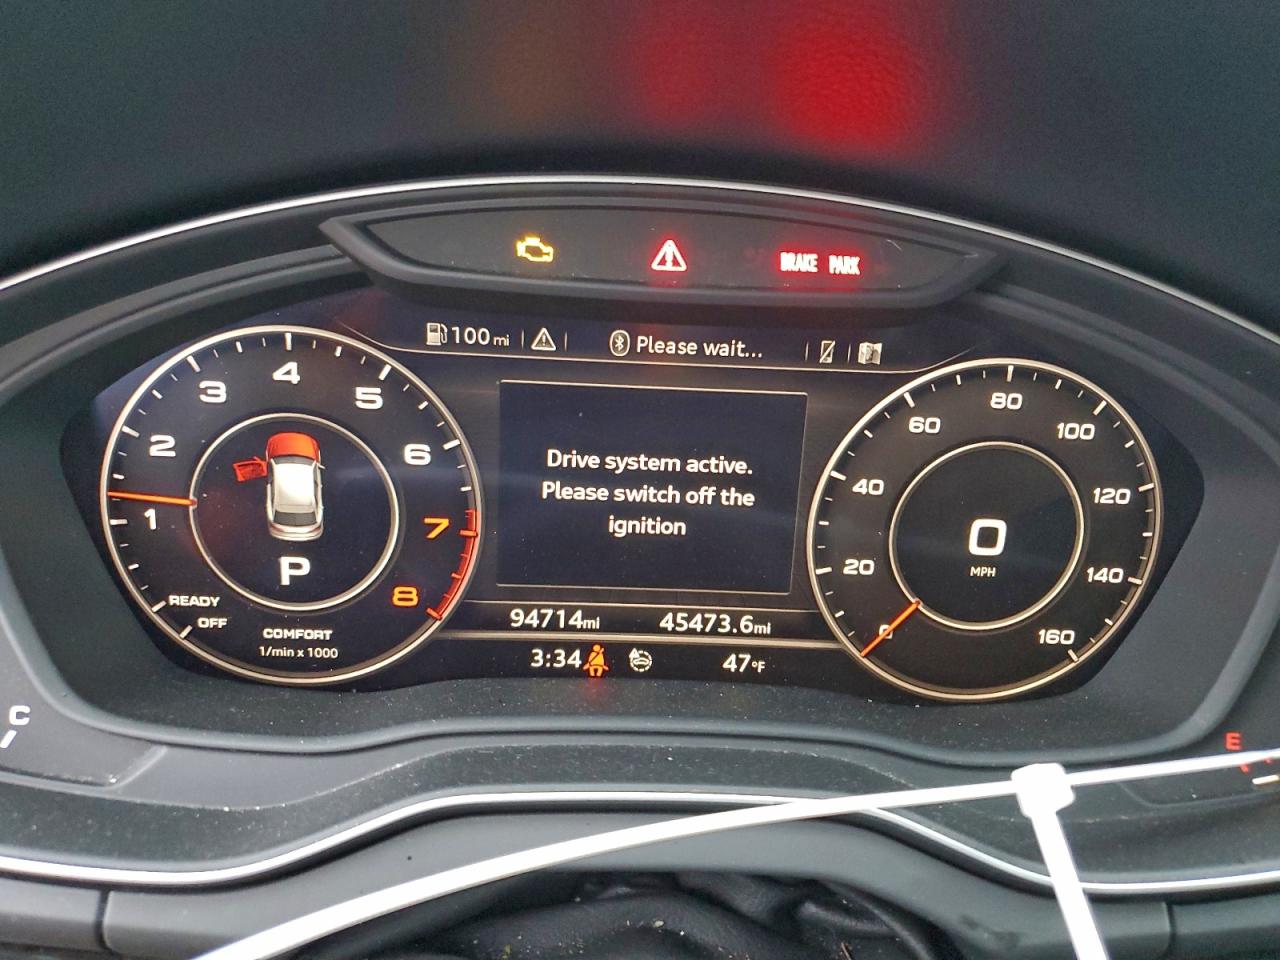 BRAKE PARK
100 mi
Please wait...
1
2
3
4
5
6
7
8
P
READY
OFF
COMFORT
1/min x 1000
Drive system active.
Please switch off the
ignition
94714mi 45473.6mi
3:34 47°F
0
20
40
60
80
100
120
140
160
0
MPH
C
E